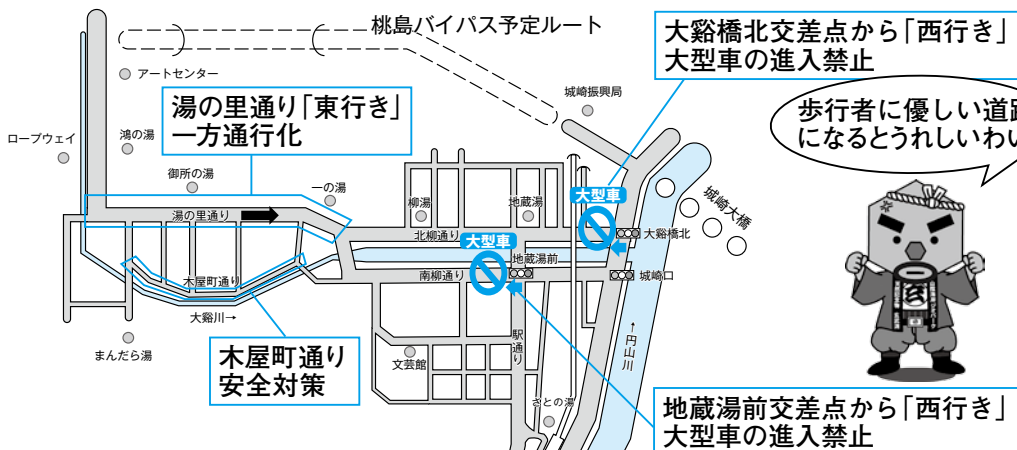 桃島バイパス予定ルート
大谿橋北交差点から「西行き」
大型車の進入禁止
歩行者に優しい道路
になるとうれしいわい
アートセンター
城崎振興局
湯の里通り「東行き」
一方通行化
ロープウェイ
鴻の湯
御所の湯
一の湯
柳湯
地蔵湯
大型車
城崎大橋
湯の里通り
北柳通り
大谿橋北
大型車
地蔵湯前
南柳通り
城崎口
木屋町通り
大谿川→
駅通り
←円山川
まんだら湯
木屋町通り
安全対策
文芸館
さとの湯
地蔵湯前交差点から「西行き」
大型車の進入禁止